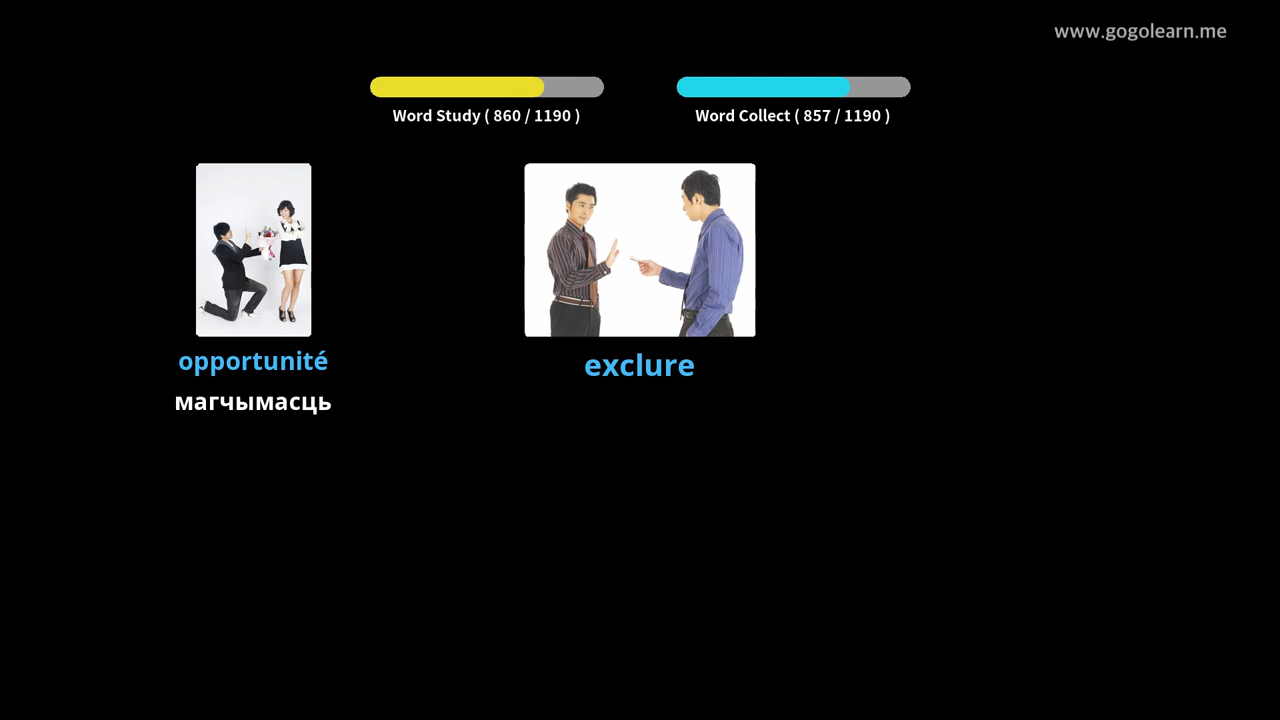 www.gogolearn.me
Word Study ( 860 / 1190 )
Word Collect ( 857 / 1190 )
opportunité
магчымасць
exclure